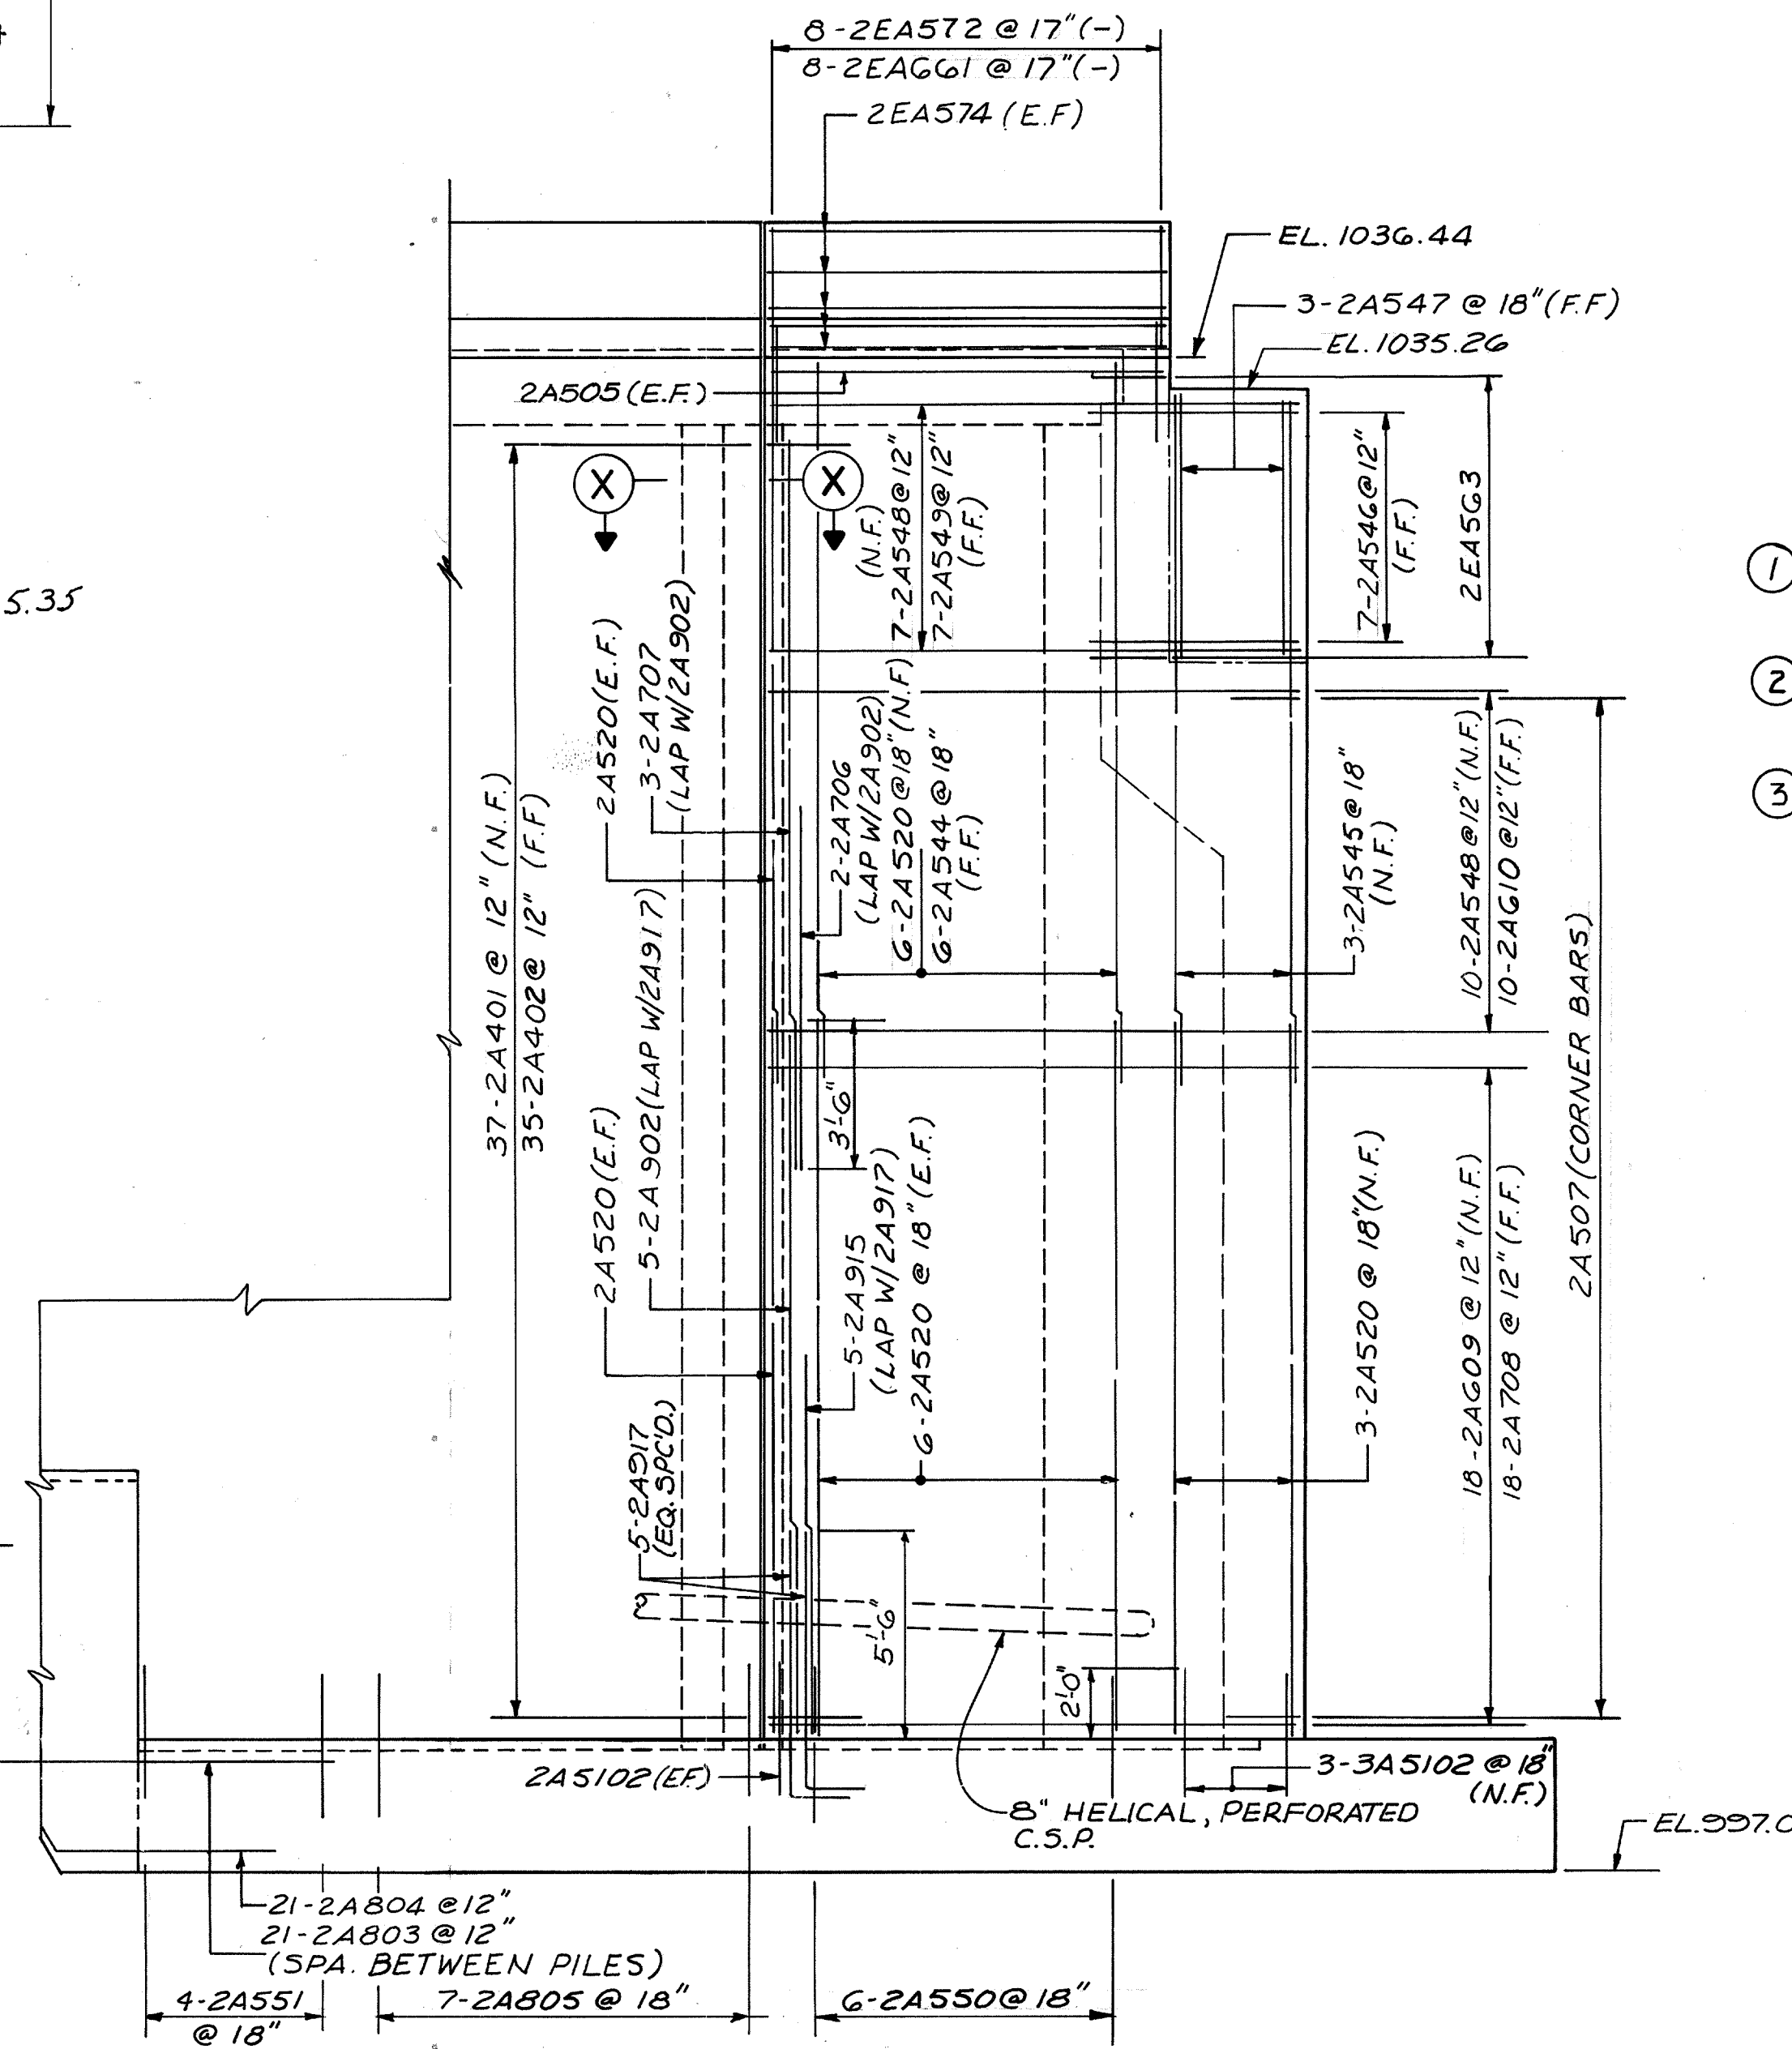 8-2EA572 @ 17"(-)
8-2EA661 @ 17"(-)
2EA574 (E.F)
EL. 1036.44
3-2A547 @ 18"(F.F)
EL. 1035.26
2A505 (E.F.)
X
X
5.35
37-2A401 @ 12" (N.F.)
35-2A402 @ 12" (F.F)
2A520 (E.F.)
3-2A707
(LAP W/2A902)
(N.F.)
7-2A548@12"
7-2A549@12"
(F.F.)
7-2A546@12"
(F.F.)
2EA563
1
2
3
2-2A706
(LAP W/2A902)
6-2A520@18"(N.F)
6-2A544@18"
(F.F.)
3-2A545@18"
(N.F.)
10-2A548@12"(N.F.)
10-2A610@12"(F.F.)
2A507(CORNER BARS)
3'-6"
2A520(E.F.)
5-2A902(LAP W/2A917)
5-2A915
(LAP W/2A917)
6-2A520 @ 18"(E.F.)
3-2A520 @ 18"(N.F.)
18-2A609 @ 12"(N.F.)
18-2A708 @ 12"(F.F.)
5-2A917
(EQ. SPC'D.)
5'-6"
2'-0"
2A5102(EF.)
3-3A5102 @ 18"
(N.F.)
8" HELICAL, PERFORATED
C.S.P.
EL.997.0
21-2A804 @ 12"
21-2A803 @ 12"
(SPA. BETWEEN PILES)
4-2A551
@ 18"
7-2A805 @ 18"
6-2A550@ 18"